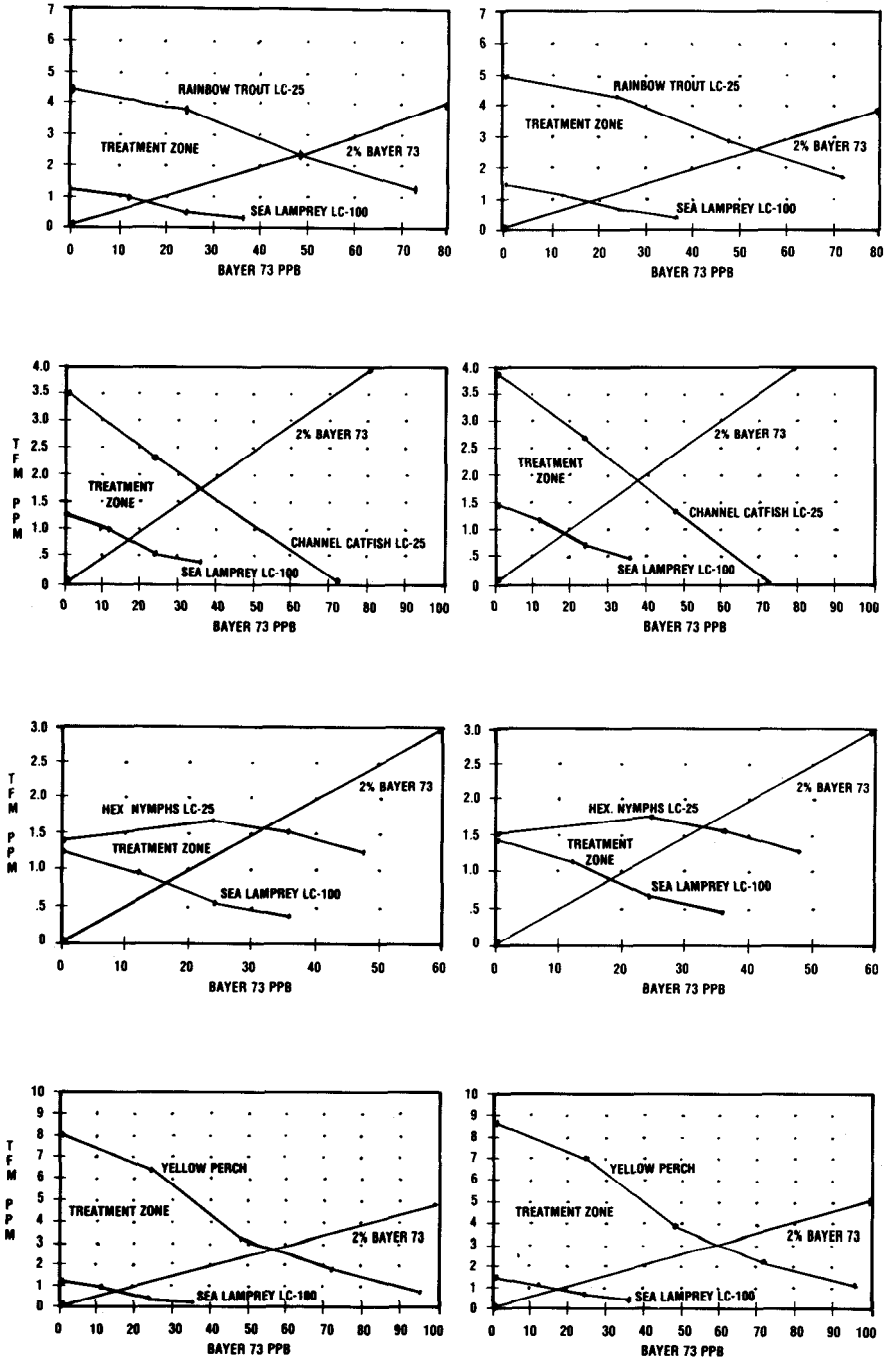 7
6
5
4
3
2
1
0
RAINBOW TROUT LC-25
TREATMENT ZONE
2% BAYER 73
SEA LAMPREY LC-100
0 10 20 30 40 50 60 70 80
BAYER 73 PPB
7
6
5
4
3
2
1
0
RAINBOW TROUT LC-25
TREATMENT ZONE
2% BAYER 73
SEA LAMPREY LC-100
0 10 20 30 40 50 60 70 80
BAYER 73 PPB
TFM PPM
4.0
3.5
3.0
2.5
2.0
1.5
1.0
.5
0
2% BAYER 73
TREATMENT
ZONE
CHANNEL CATFISH LC-25
SEA LAMPREY LC-100
0 10 20 30 40 50 60 70 80 90 100
BAYER 73 PPB
4.0
3.5
3.0
2.5
2.0
1.5
1.0
.5
0
2% BAYER 73
TREATMENT
ZONE
CHANNEL CATFISH LC-25
SEA LAMPREY LC-100
0 10 20 30 40 50 60 70 80 90 100
BAYER 73 PPB
TFM PPM
3.0
2.5
2.0
1.5
1.0
.5
0
2% BAYER 73
HEX NYMPHS LC-25
TREATMENT ZONE
SEA LAMPREY LC-100
0 10 20 30 40 50 60
BAYER 73 PPB
3.0
2.5
2.0
1.5
1.0
.5
0
2% BAYER 73
HEX. NYMPHS LC-25
TREATMENT
ZONE
SEA LAMPREY LC-100
0 10 20 30 40 50 60
BAYER 73 PPB
TFM PPM
10
9
8
7
6
5
4
3
2
1
0
YELLOW PERCH
TREATMENT ZONE
2% BAYER 73
SEA LAMPREY LC-100
0 10 20 30 40 50 60 70 80 90 100
BAYER 73 PPB
10
9
8
7
6
5
4
3
2
1
0
YELLOW PERCH
TREATMENT ZONE
2% BAYER 73
SEA LAMPREY LC-100
0 10 20 30 40 50 60 70 80 90 100
BAYER 73 PPB